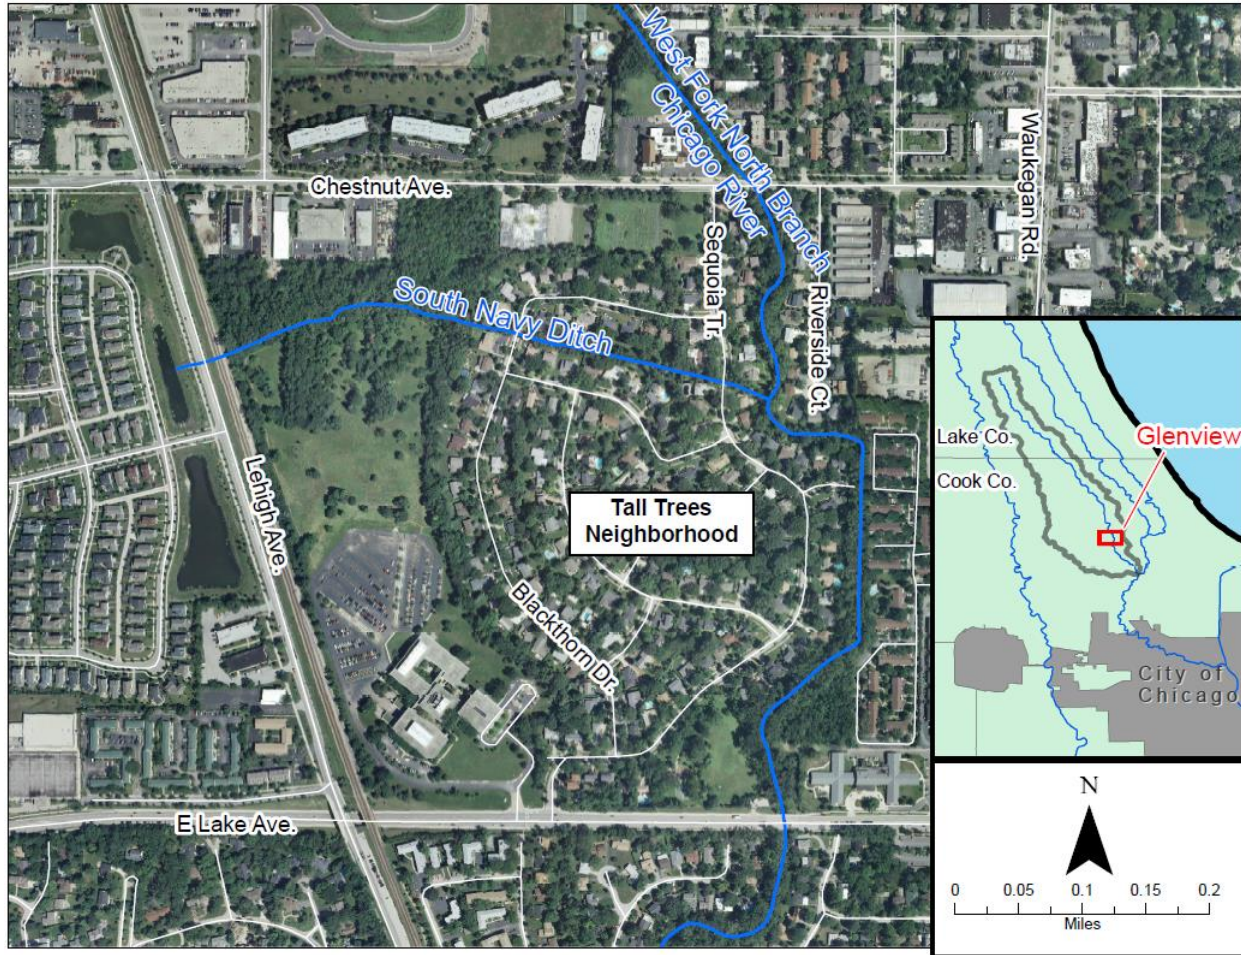 West Fork North Branch
Chicago River
Waukegan Rd.
Chestnut Ave.
Sequoia Tr.
Riverside Ct.
South Navy Ditch
Lehigh Ave.
Tall Trees
Neighborhood
Blackthorn Dr.
E Lake Ave.
Lake Co.
Glenview
Cook Co.
City of
Chicago
N
0 0.05 0.1 0.15 0.2
Miles